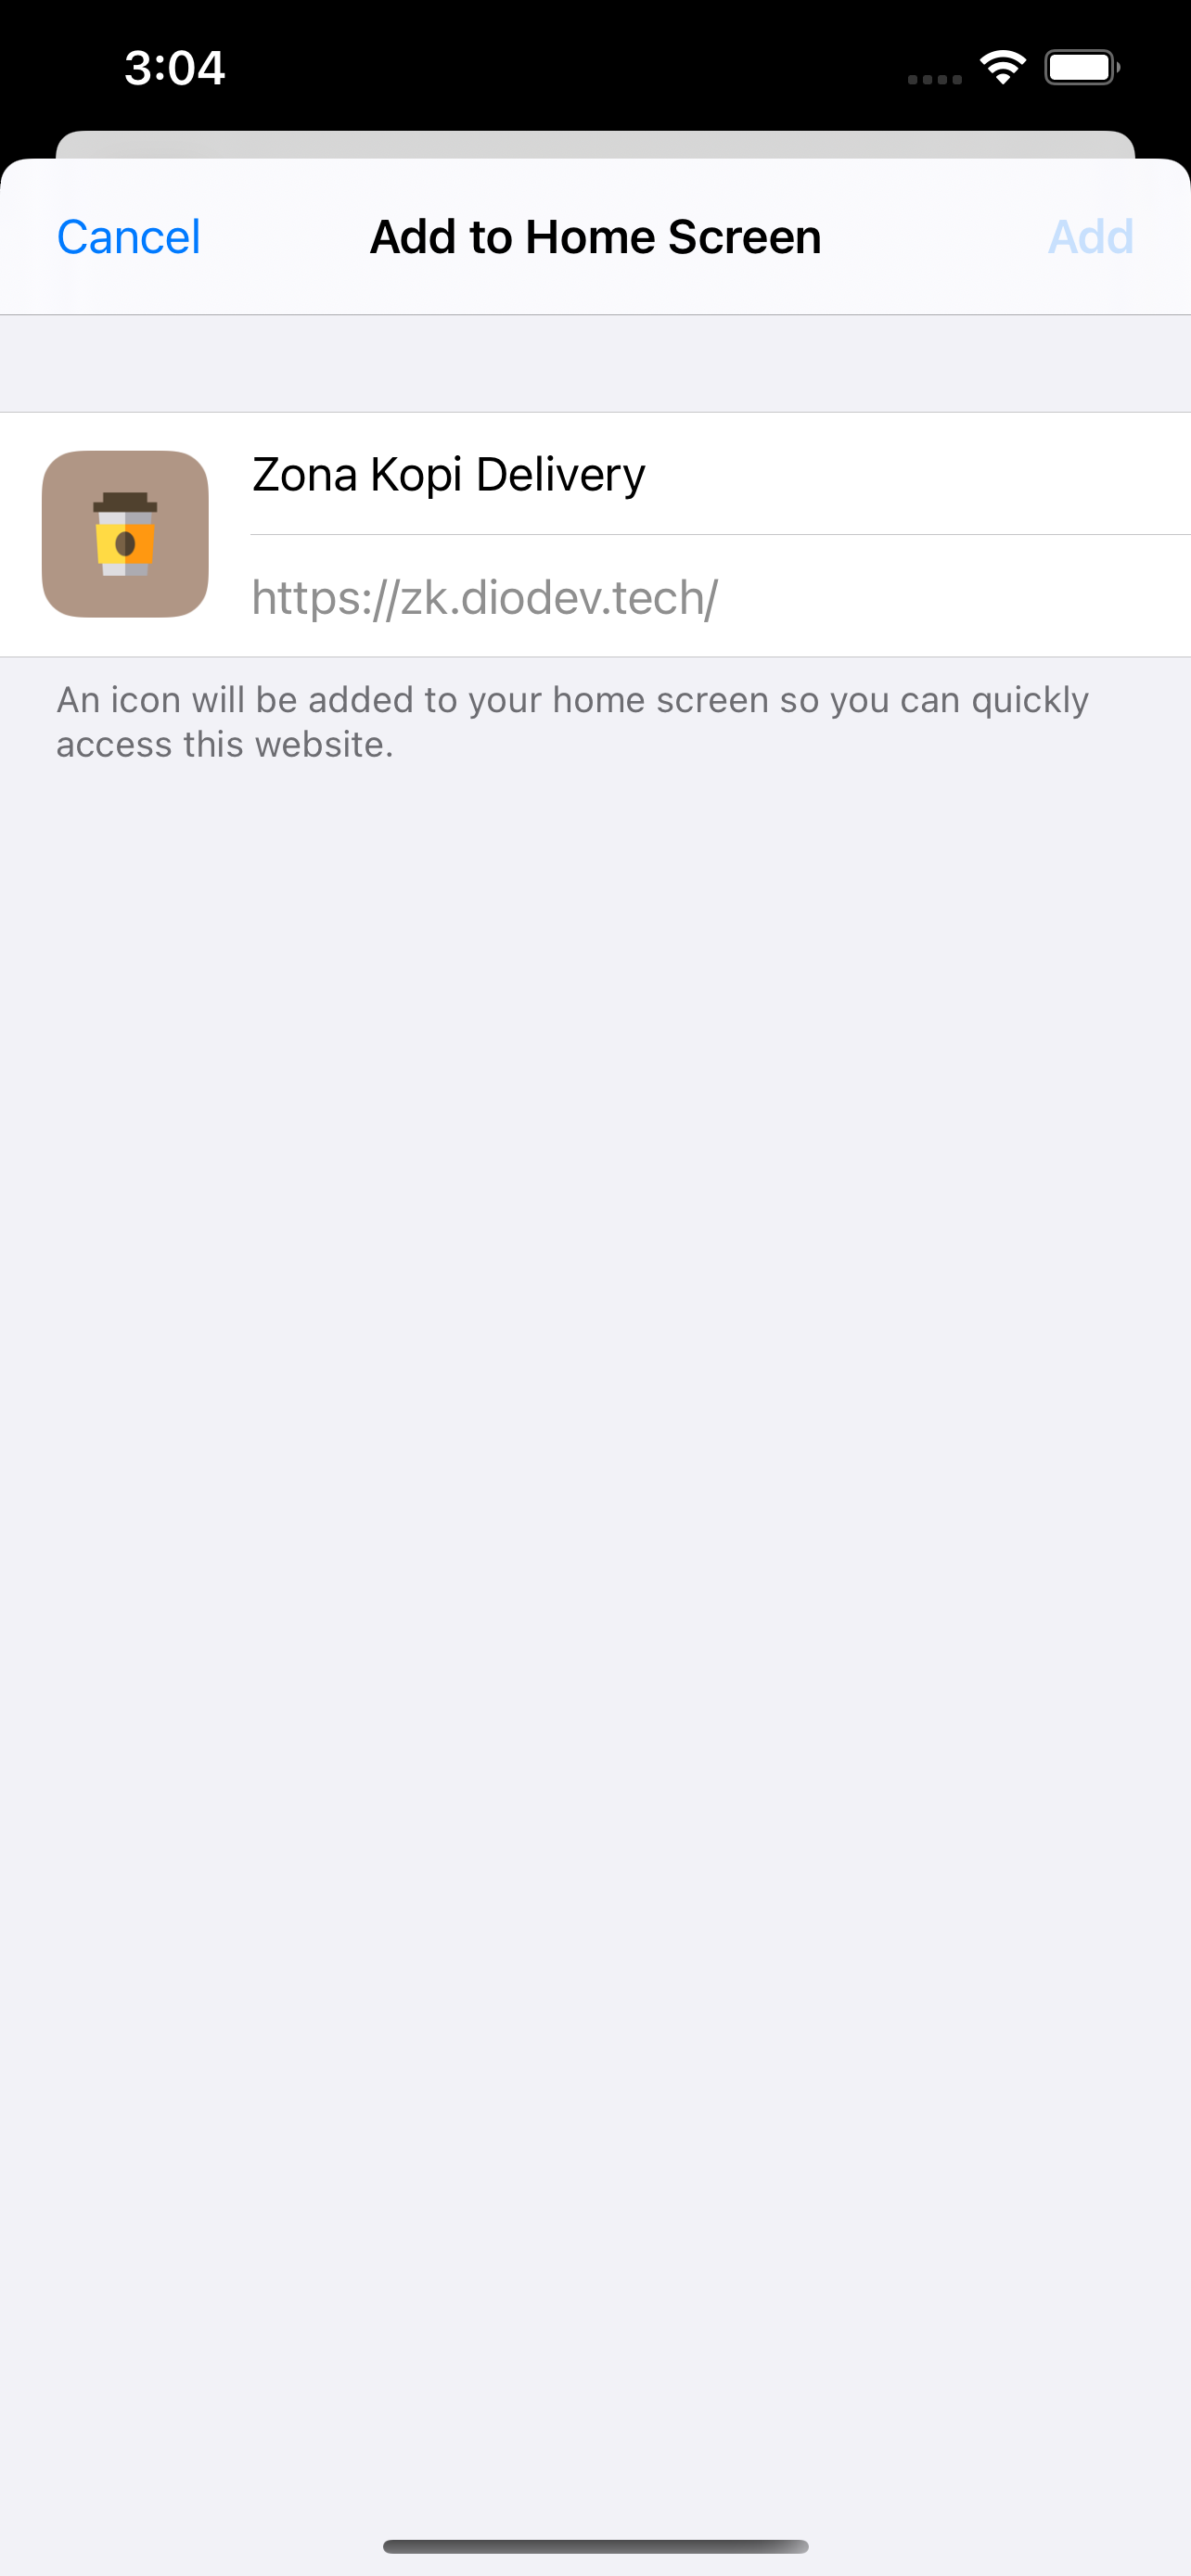 3:04
Cancel Add to Home Screen Add
Zona Kopi Delivery
https://zk.diodev.tech/
An icon will be added to your home screen so you can quickly
access this website.